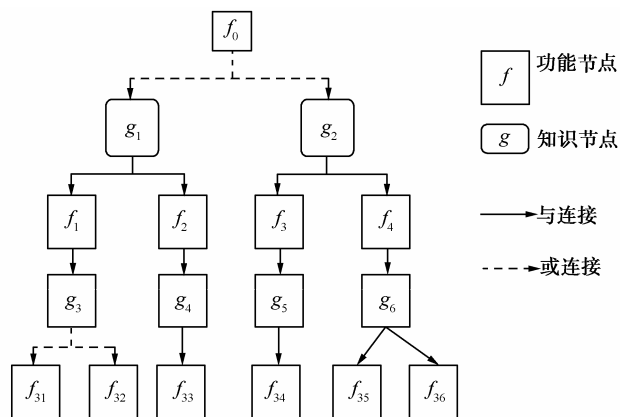 f₀
g₁ g₂
f₁ f₂ f₃ f₄
g₃ g₄ g₅ g₆
f₃₁ f₃₂ f₃₃ f₃₄ f₃₅ f₃₆
f 功能节点
g 知识节点
与连接
或连接